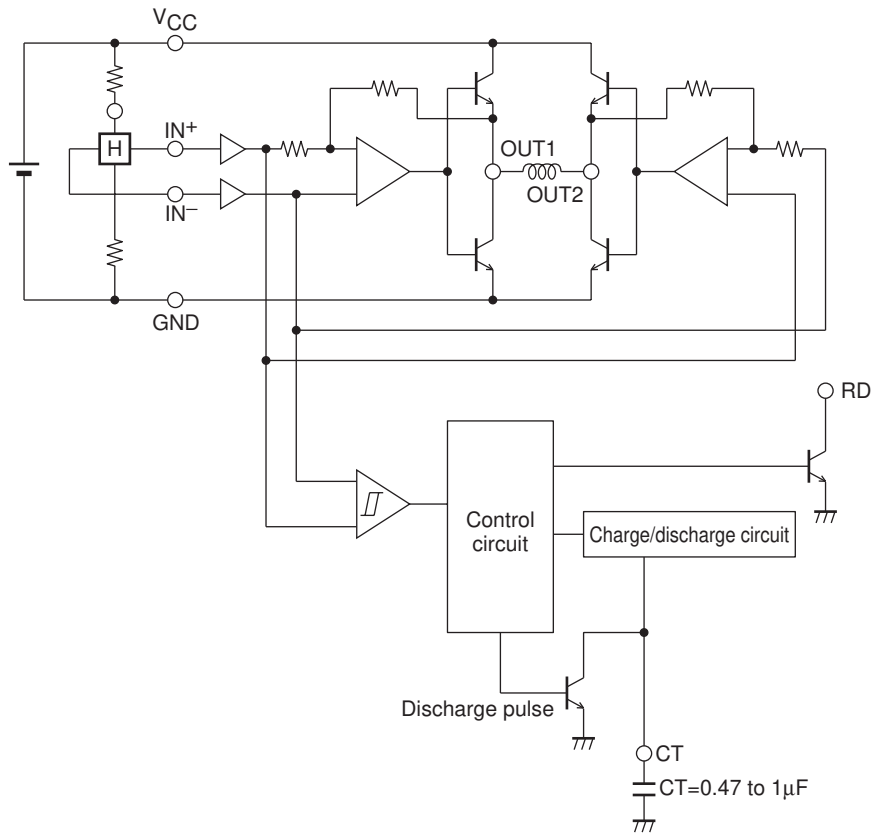 VCC
H
IN+
IN−
GND
OUT1
OUT2
RD
Control
circuit
Charge/discharge circuit
Discharge pulse
CT
CT=0.47 to 1μF